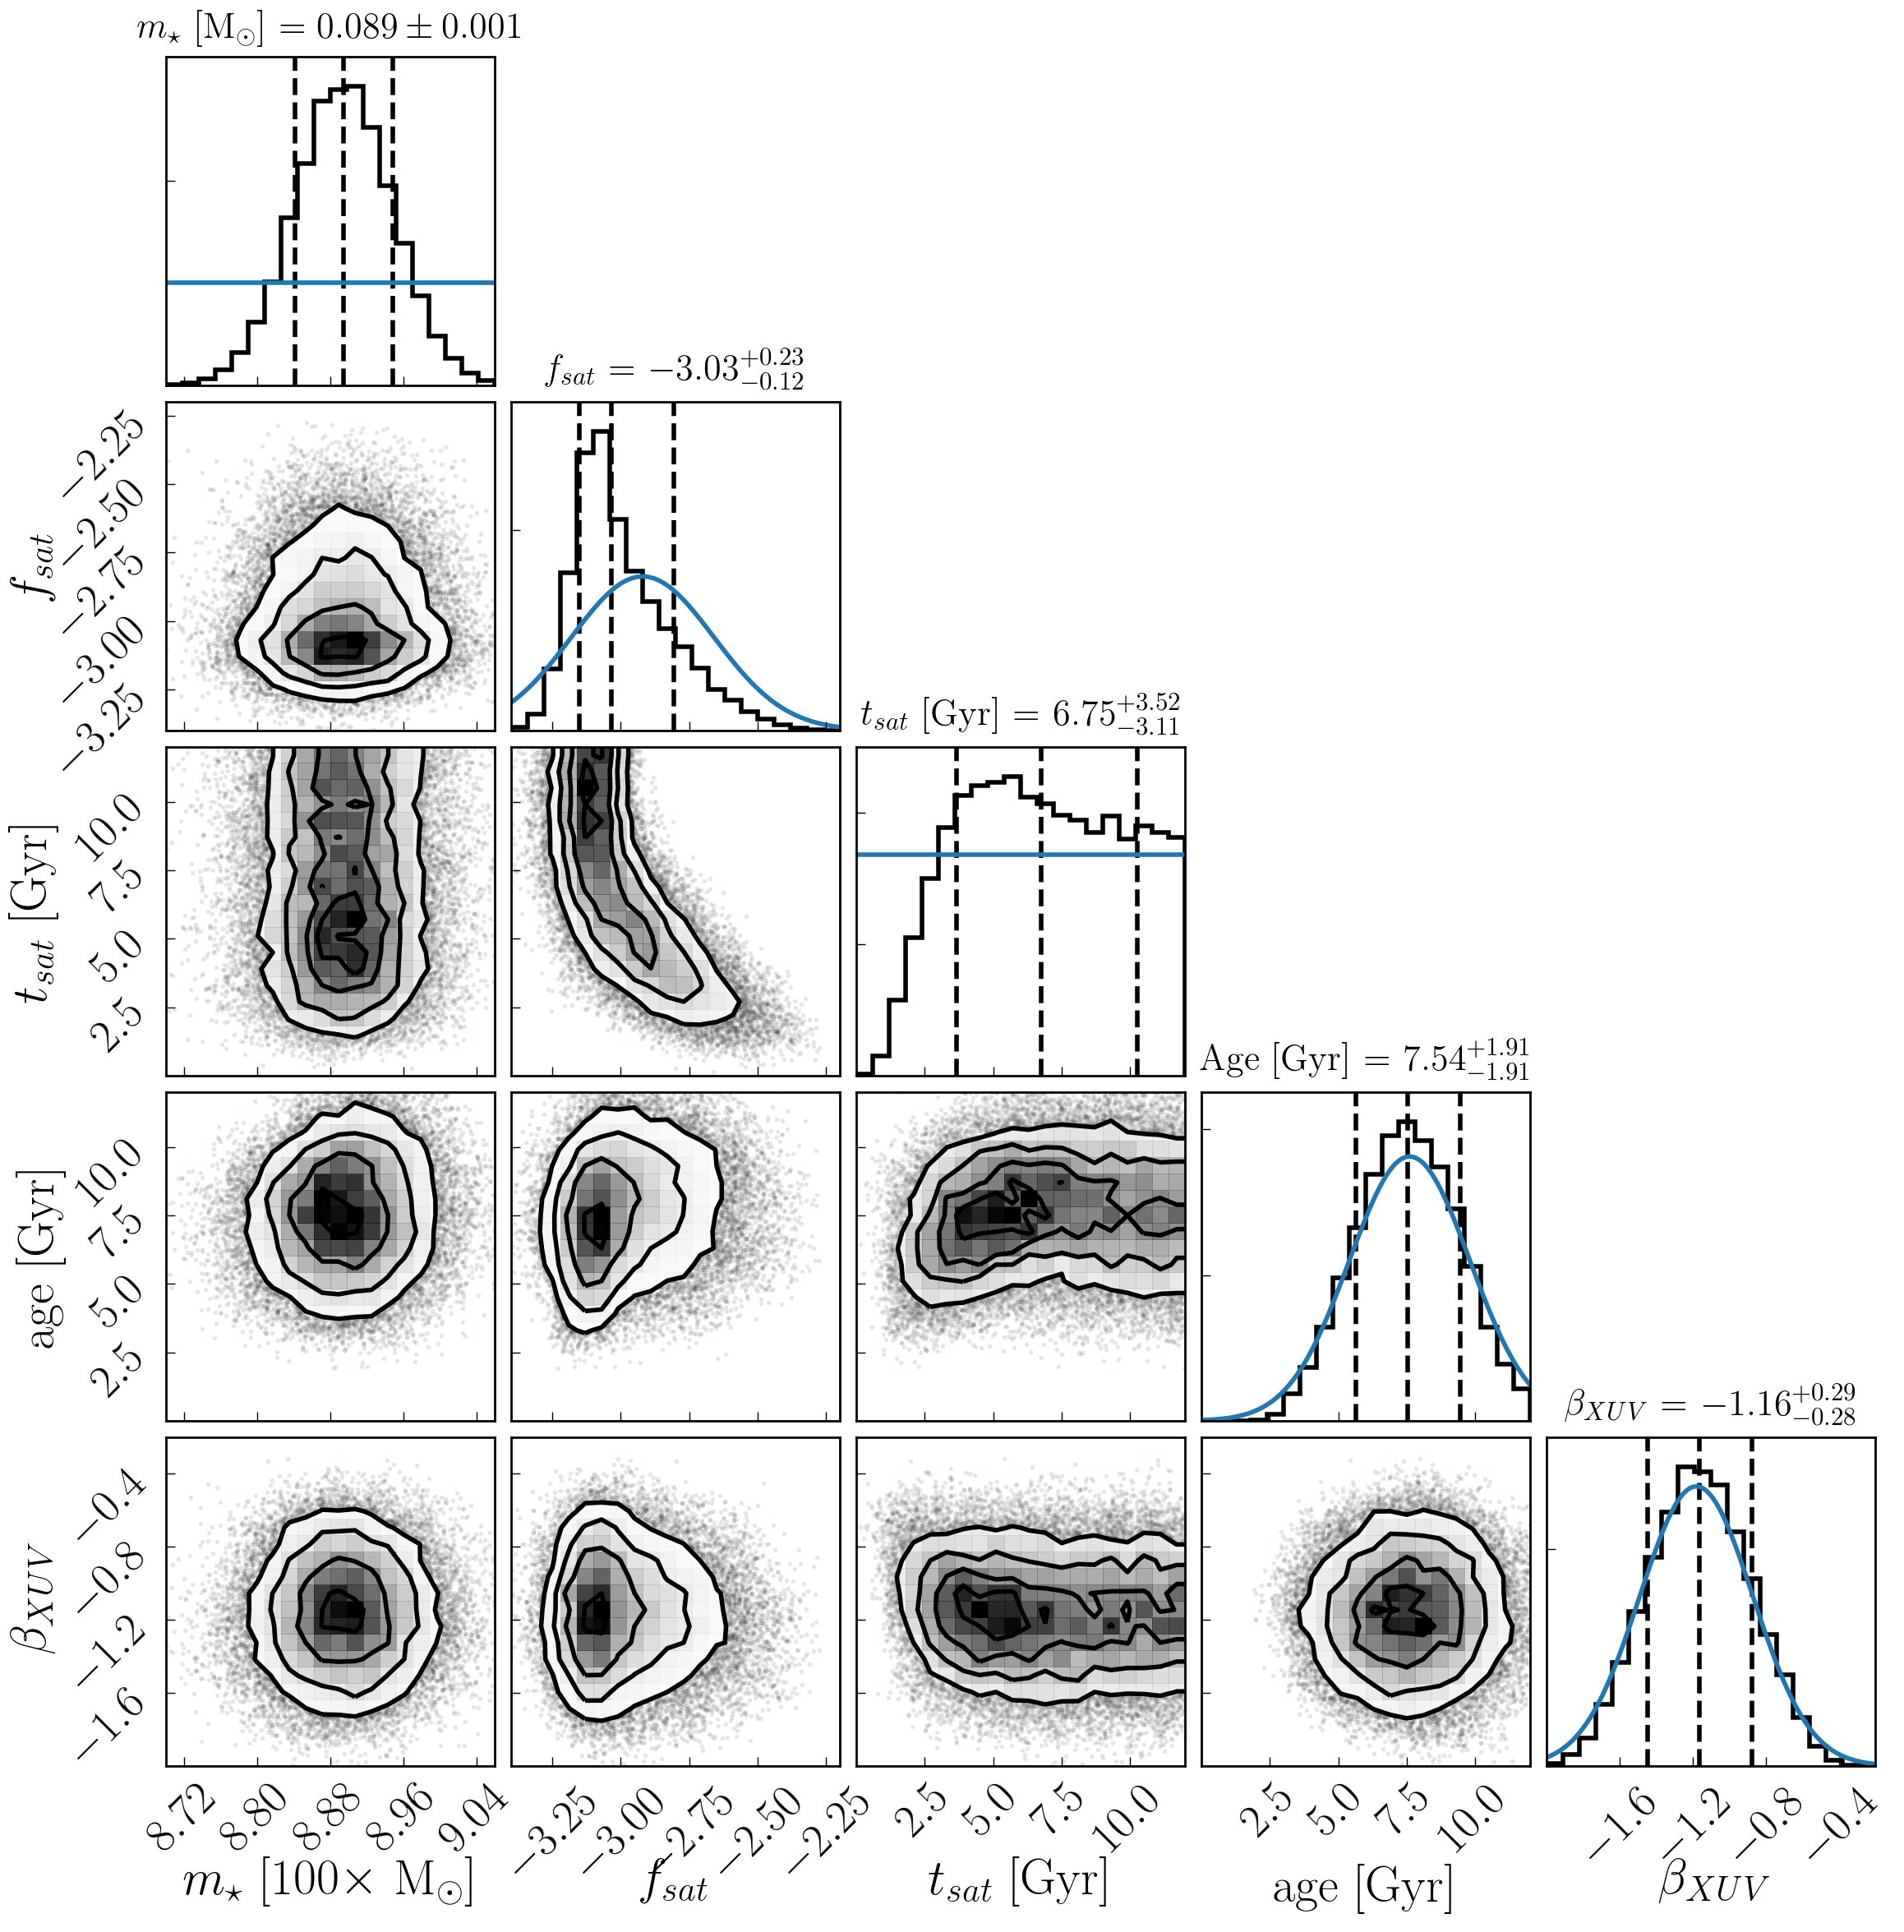 m⋆ [M⊙] = 0.089 ± 0.001
f_sat = −3.03 +0.23 −0.12
−2.25
−2.50
−2.75
−3.00
−3.25
f_sat
t_sat [Gyr] = 6.75 +3.52 −3.11
10.0
7.5
5.0
2.5
t_sat [Gyr]
Age [Gyr] = 7.54 +1.91 −1.91
10.0
7.5
5.0
2.5
age [Gyr]
β_XUV = −1.16 +0.29 −0.28
−0.4
−0.8
−1.2
−1.6
β_XUV
8.72 8.80 8.88 8.96 9.04
−3.25 −3.00 −2.75 −2.50 −2.25
2.5 5.0 7.5 10.0
2.5 5.0 7.5 10.0
−1.6 −1.2 −0.8 −0.4
m⋆ [100× M⊙]
f_sat
t_sat [Gyr]
age [Gyr]
β_XUV